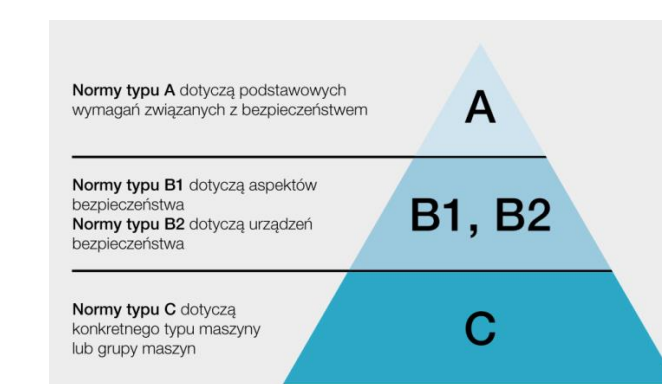 Normy typu A dotyczą podstawowych
wymagań związanych z bezpieczeństwem
A
Normy typu B1 dotyczą aspektów
bezpieczeństwa
Normy typu B2 dotyczą urządzeń
bezpieczeństwa
B1, B2
Normy typu C dotyczą
konkretnego typu maszyny
lub grupy maszyn
C